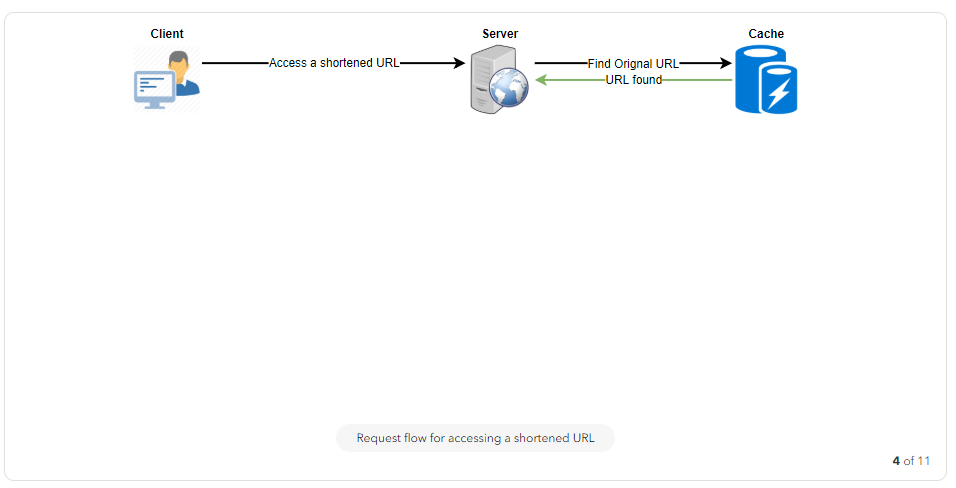 Client
Server
Cache
Access a shortened URL
Find Orignal URL
URL found
Request flow for accessing a shortened URL
4 of 11